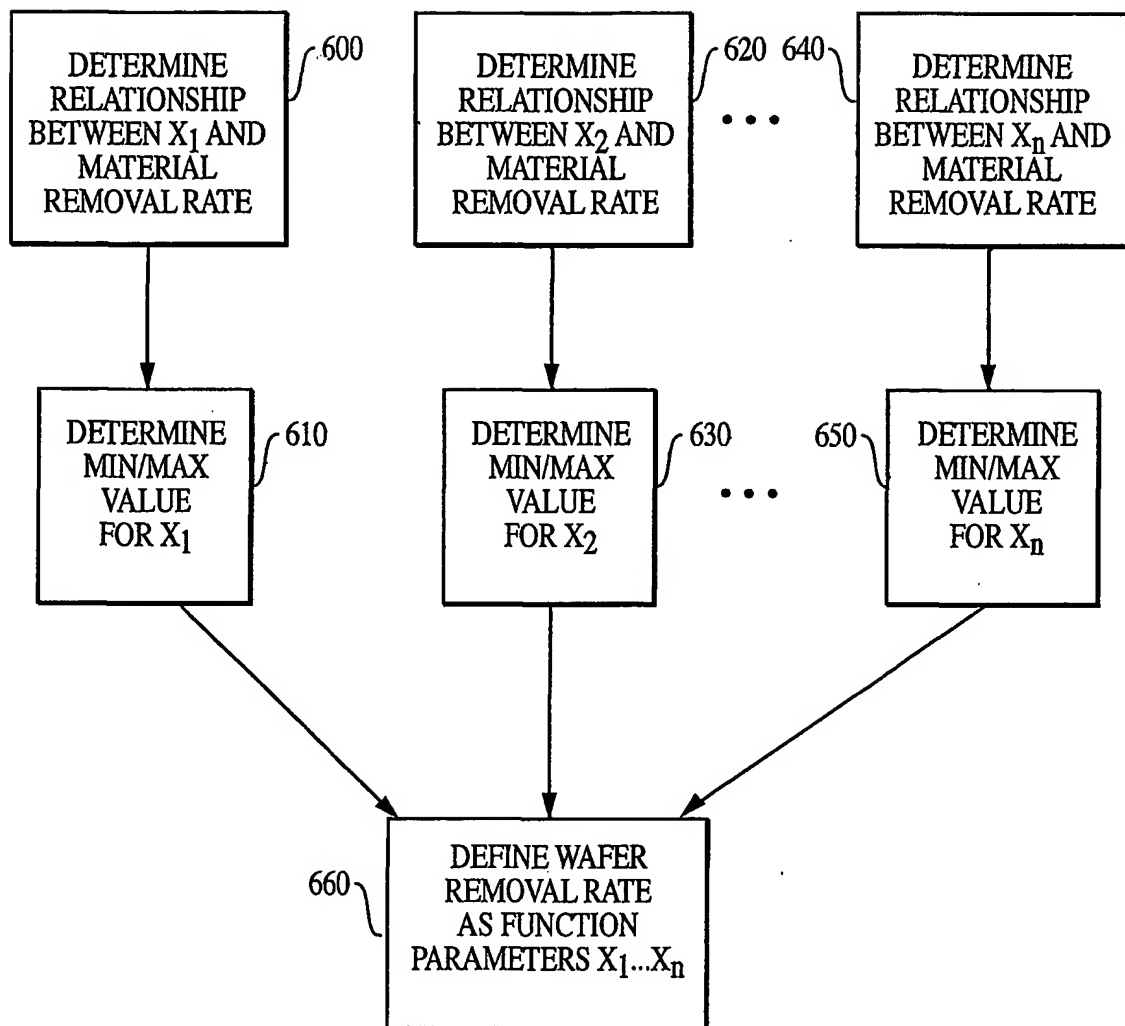 DETERMINE
RELATIONSHIP
BETWEEN X1 AND
MATERIAL
REMOVAL RATE
600
DETERMINE
RELATIONSHIP
BETWEEN X2 AND
MATERIAL
REMOVAL RATE
620
• • •
640
DETERMINE
RELATIONSHIP
BETWEEN Xn AND
MATERIAL
REMOVAL RATE
DETERMINE
MIN/MAX
VALUE
FOR X1
610
DETERMINE
MIN/MAX
VALUE
FOR X2
630
• • •
650
DETERMINE
MIN/MAX
VALUE
FOR Xn
660
DEFINE WAFER
REMOVAL RATE
AS FUNCTION
PARAMETERS X1...Xn